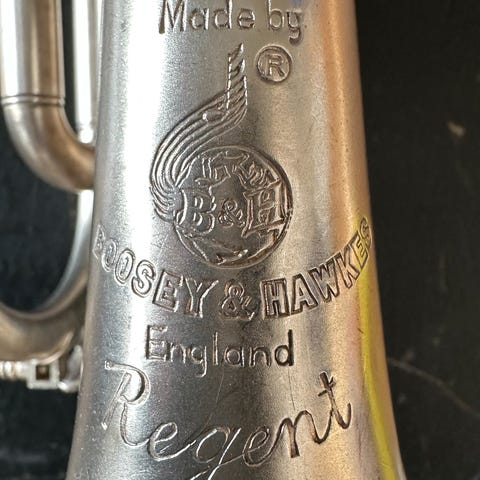 Made by
®
B&H
BOOSEY & HAWKES
England
Regent